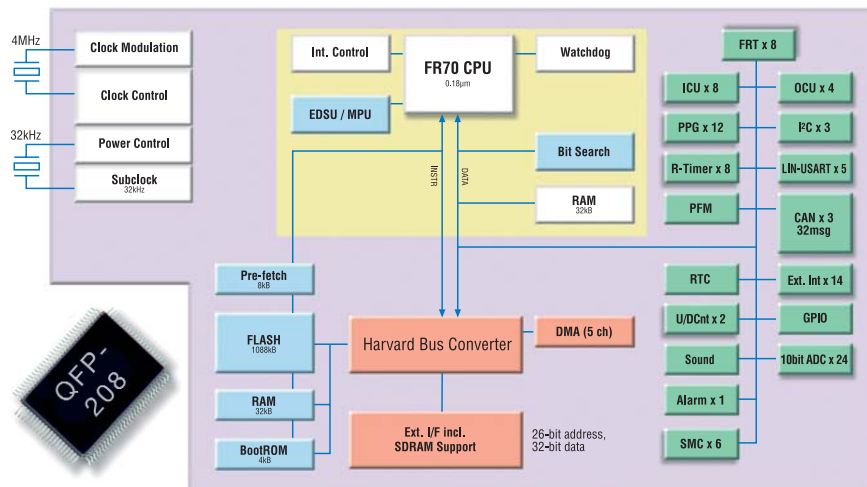 4MHz
Clock Modulation
Clock Control
32kHz
Power Control
Subclock
32kHz
Int. Control
FR70 CPU
0.18µm
Watchdog
EDSU / MPU
Bit Search
INSTR
DATA
RAM
32kB
FRT x 8
ICU x 8
OCU x 4
PPG x 12
I²C x 3
R-Timer x 8
LIN-USART x 5
PFM
CAN x 3
32msg
RTC
Ext. Int x 14
U/DCnt x 2
GPIO
Sound
10bit ADC x 24
Alarm x 1
SMC x 6
Pre-fetch
8kB
FLASH
1088kB
RAM
32kB
BootROM
4kB
Harvard Bus Converter
DMA (5 ch)
Ext. I/F incl.
SDRAM Support
26-bit address,
32-bit data
QFP-
208